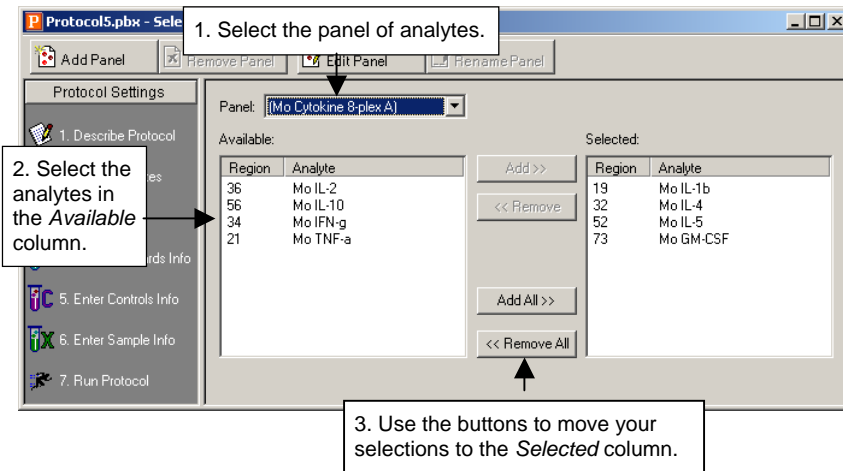 Protocol5.pbx - Sele
1. Select the panel of analytes.
Add Panel
move Panel
Edit Panel
Rename Panel
Protocol Settings
Panel: (Mo Cytokine 8-plex A)
1. Describe Protocol
Available:
Selected:
2. Select the
analytes in
the Available
column.
Region Analyte
36 Mo IL-2
56 Mo IL-10
34 Mo IFN-g
21 Mo TNF-a
Add >>
<< Remove
Add All >>
<< Remove All
Region Analyte
19 Mo IL-1b
32 Mo IL-4
52 Mo IL-5
73 Mo GM-CSF
rds Info
5. Enter Controls Info
6. Enter Sample Info
7. Run Protocol
3. Use the buttons to move your
selections to the Selected column.